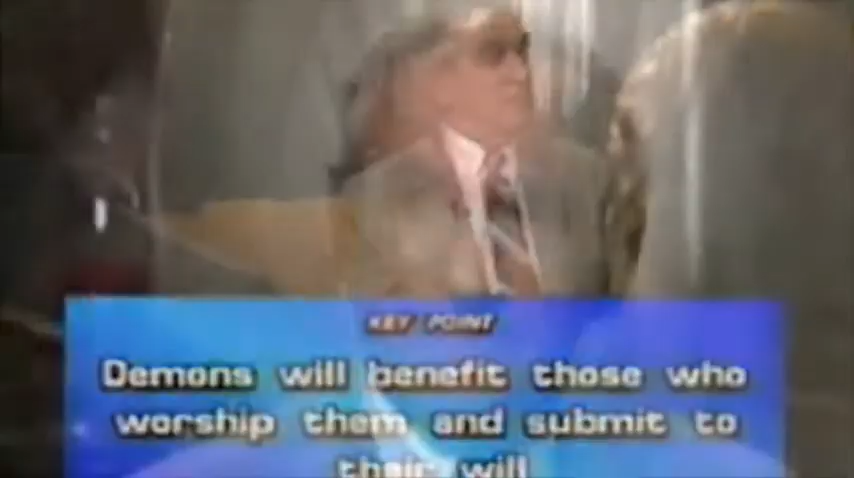 KEY POINT
Demons will benefit those who
worship them and submit to
their will